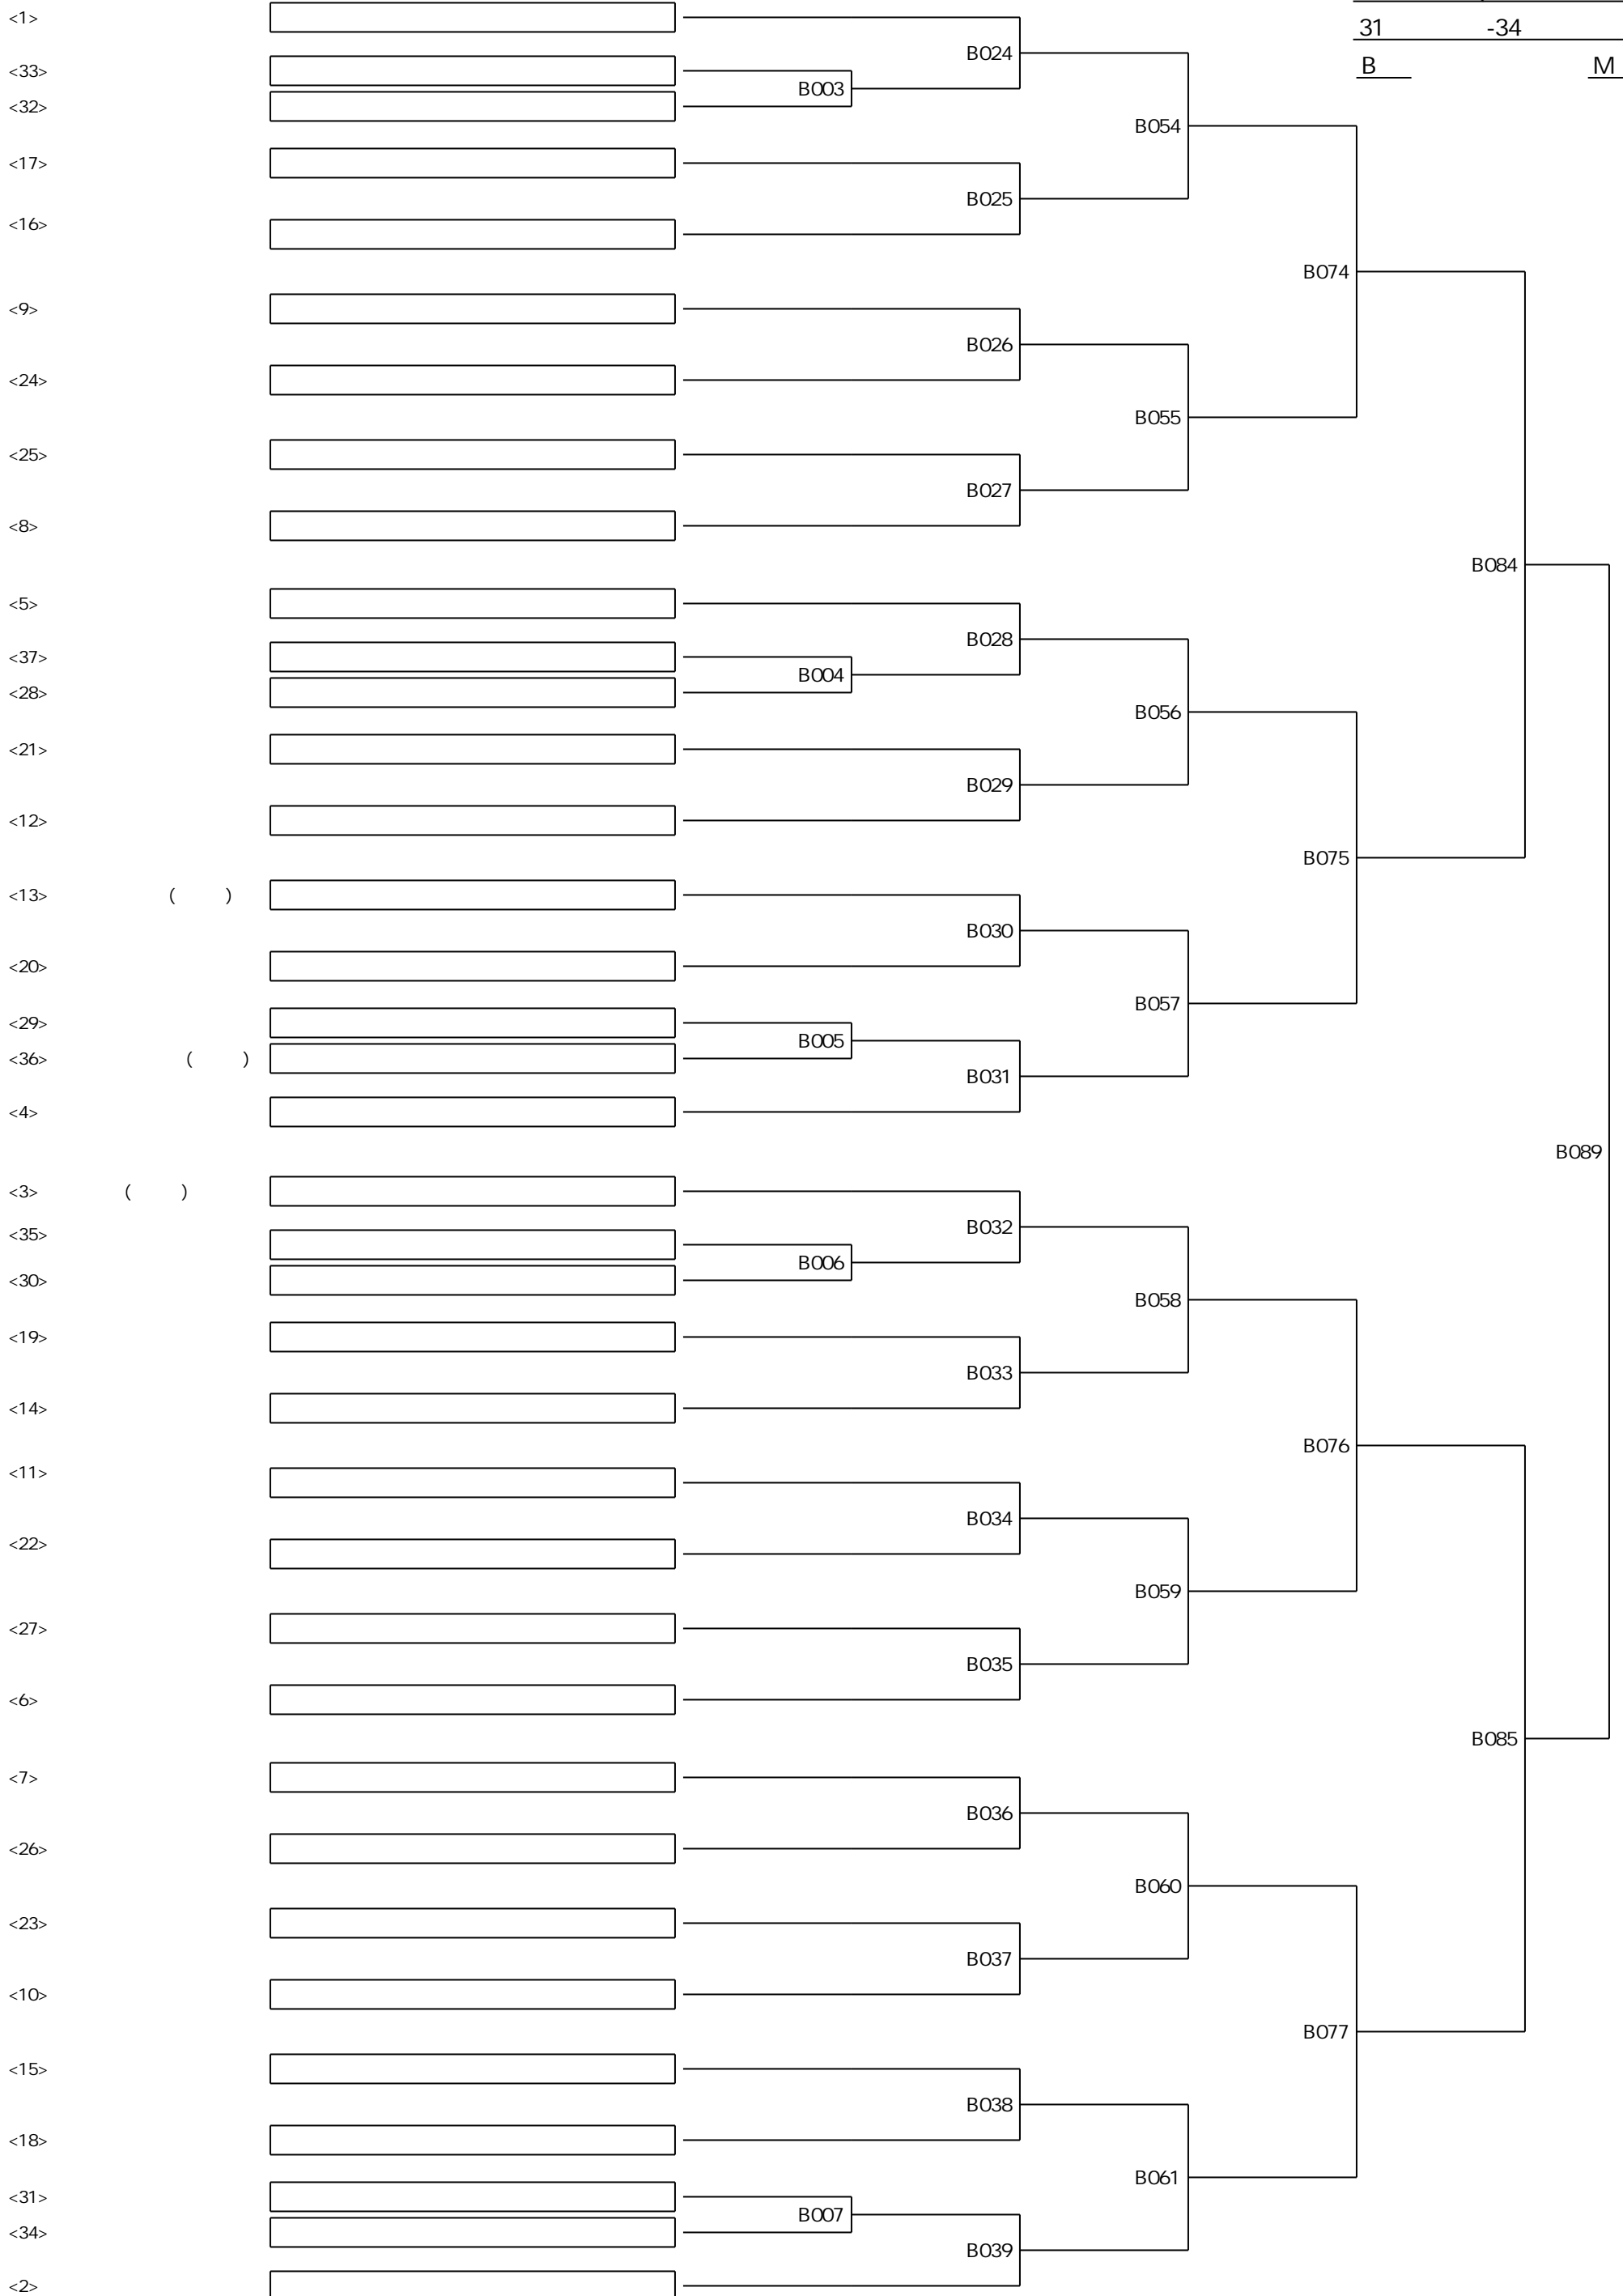 <1>
31 -34
B024
B M
<33>
B003
<32>
B054
<17>
B025
<16>
B074
<9>
B026
<24>
B055
<25>
B027
<8>
B084
<5>
B028
<37>
B004
<28>
B056
<21>
B029
<12>
B075
<13> ( )
B030
<20>
B057
<29>
B005
<36> ( )
B031
<4>
B089
<3> ( )
B032
<35>
B006
<30>
B058
<19>
B033
<14>
B076
<11>
B034
<22>
B059
<27>
B035
<6>
B085
<7>
B036
<26>
B060
<23>
B037
<10>
B077
<15>
B038
<18>
B061
<31>
B007
<34>
B039
<2>